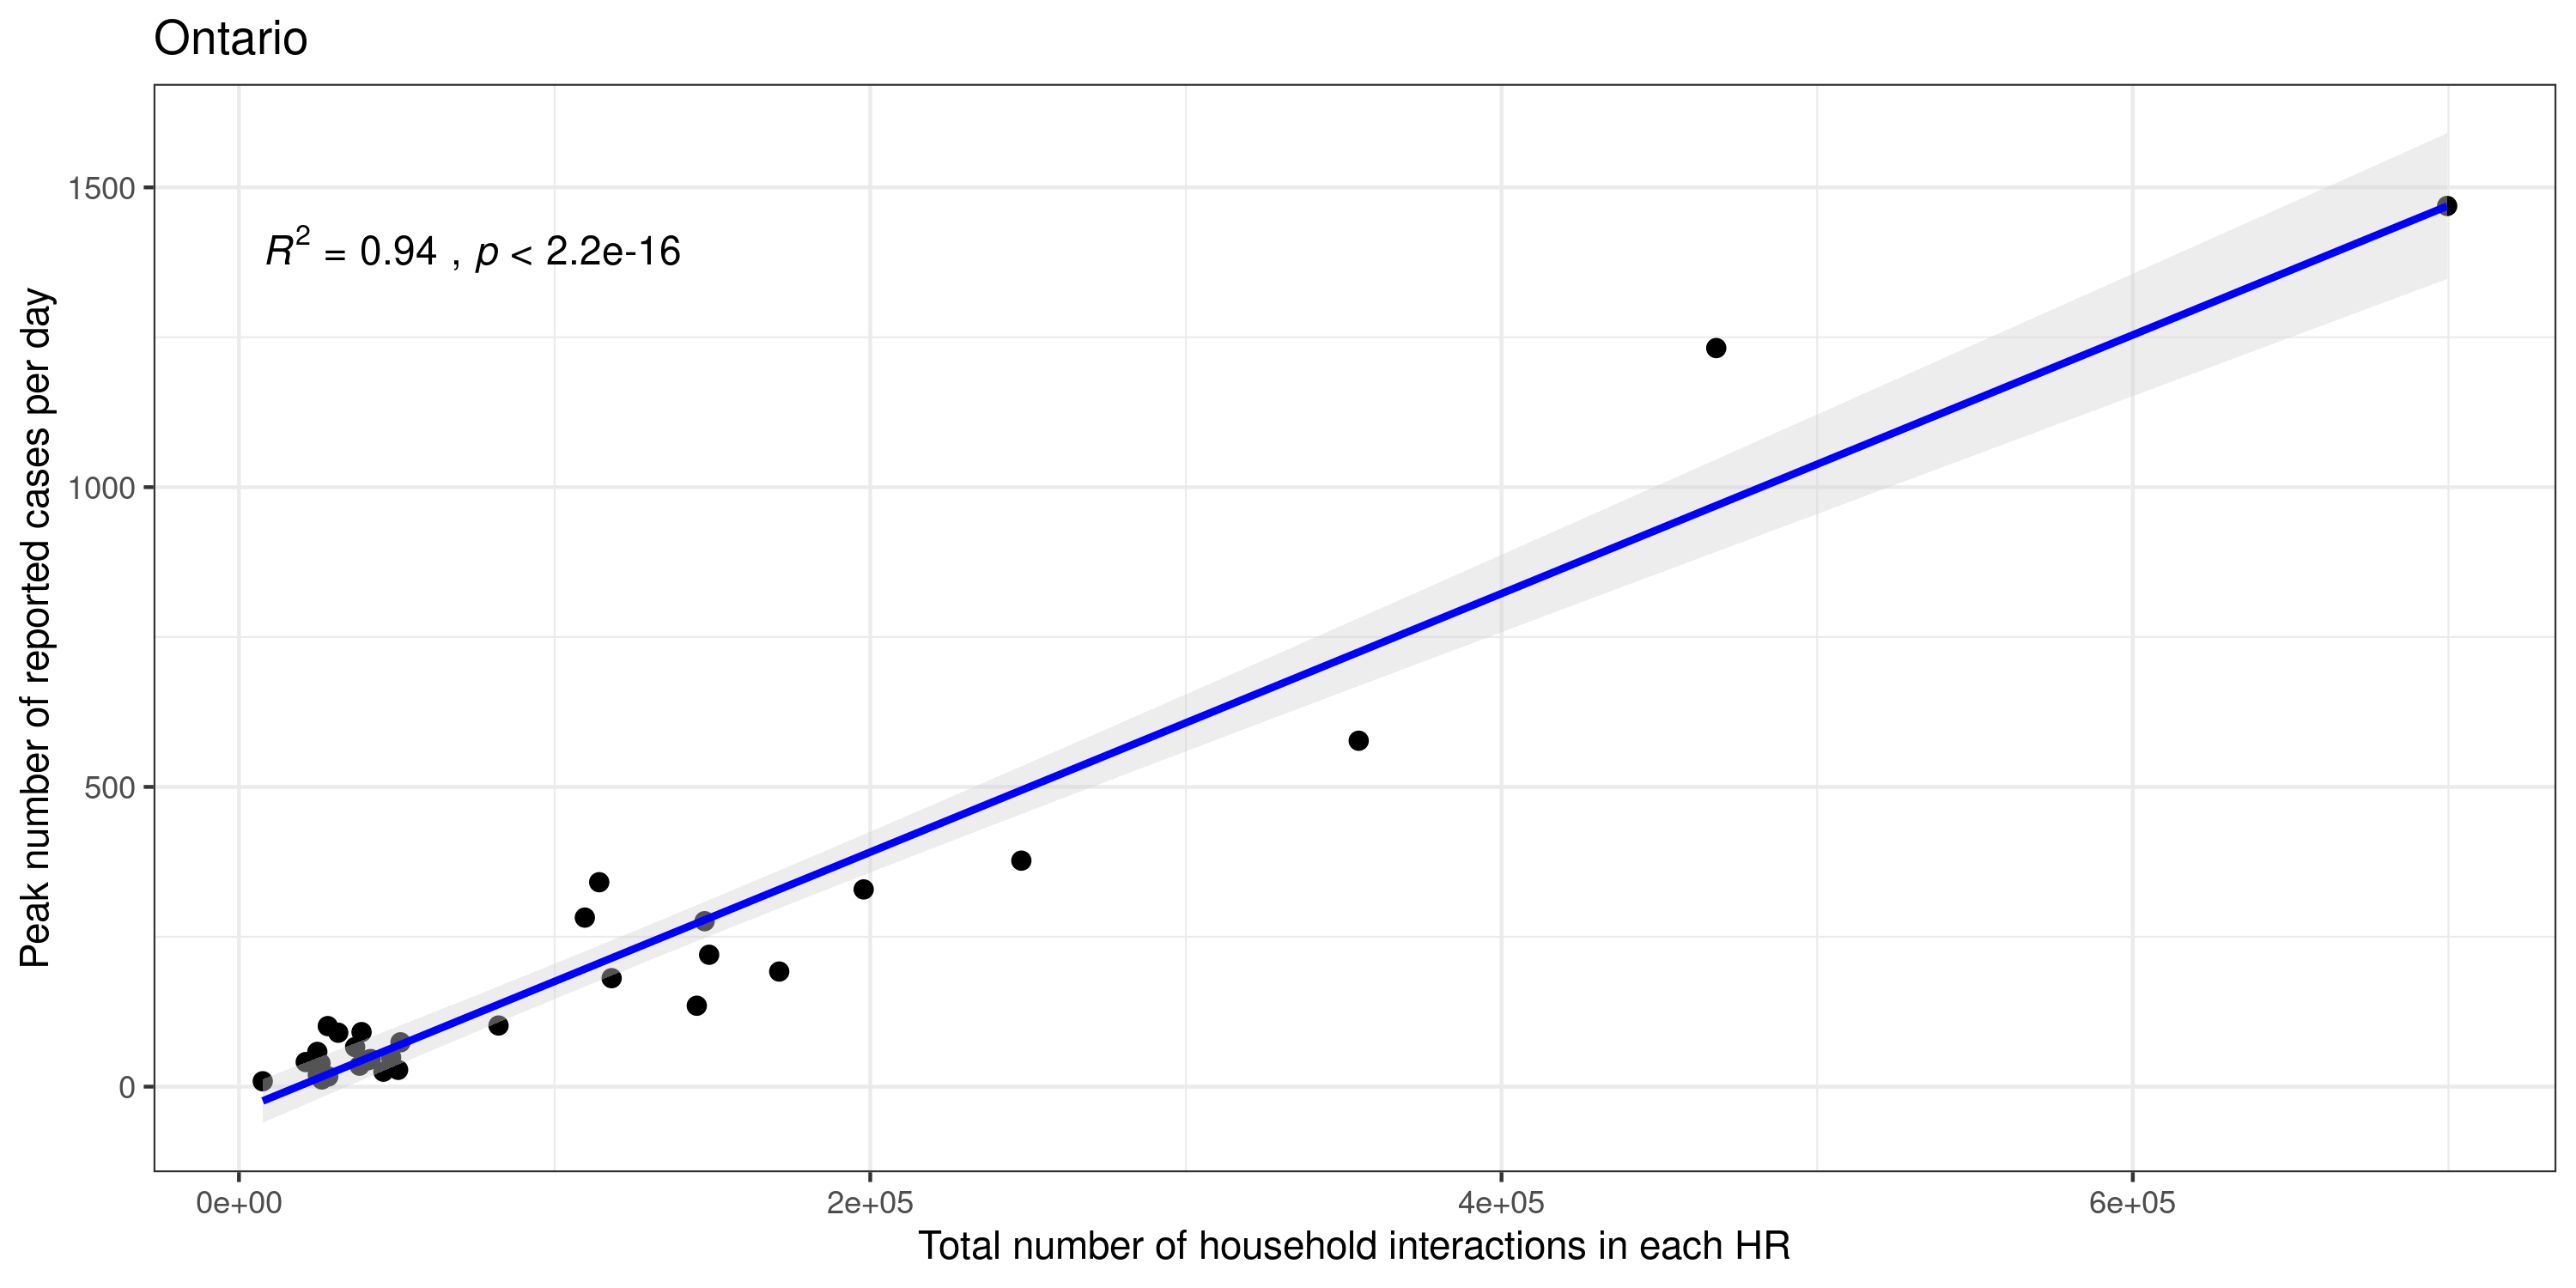 Ontario
R² = 0.94 , p < 2.2e-16
Peak number of reported cases per day
1500
1000
500
0
0e+00 2e+05 4e+05 6e+05
Total number of household interactions in each HR